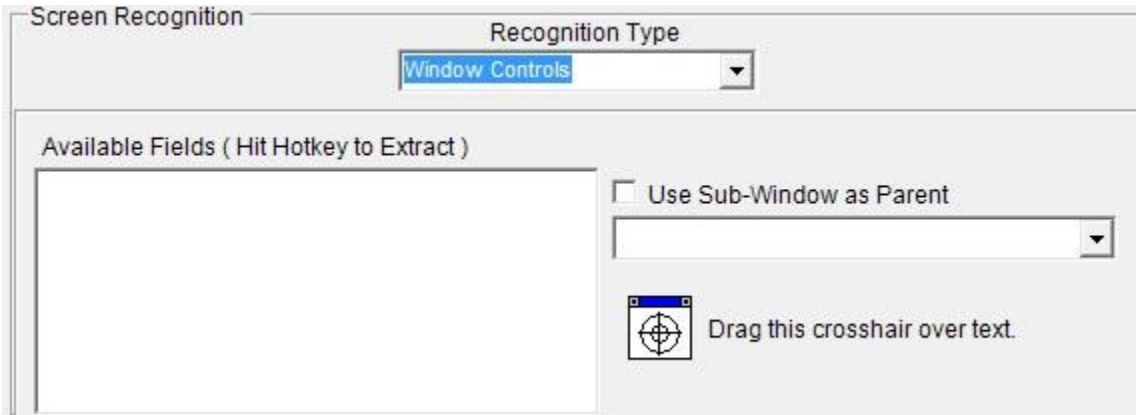 Screen Recognition
Recognition Type
Window Controls
Available Fields ( Hit Hotkey to Extract )
Use Sub-Window as Parent
Drag this crosshair over text.